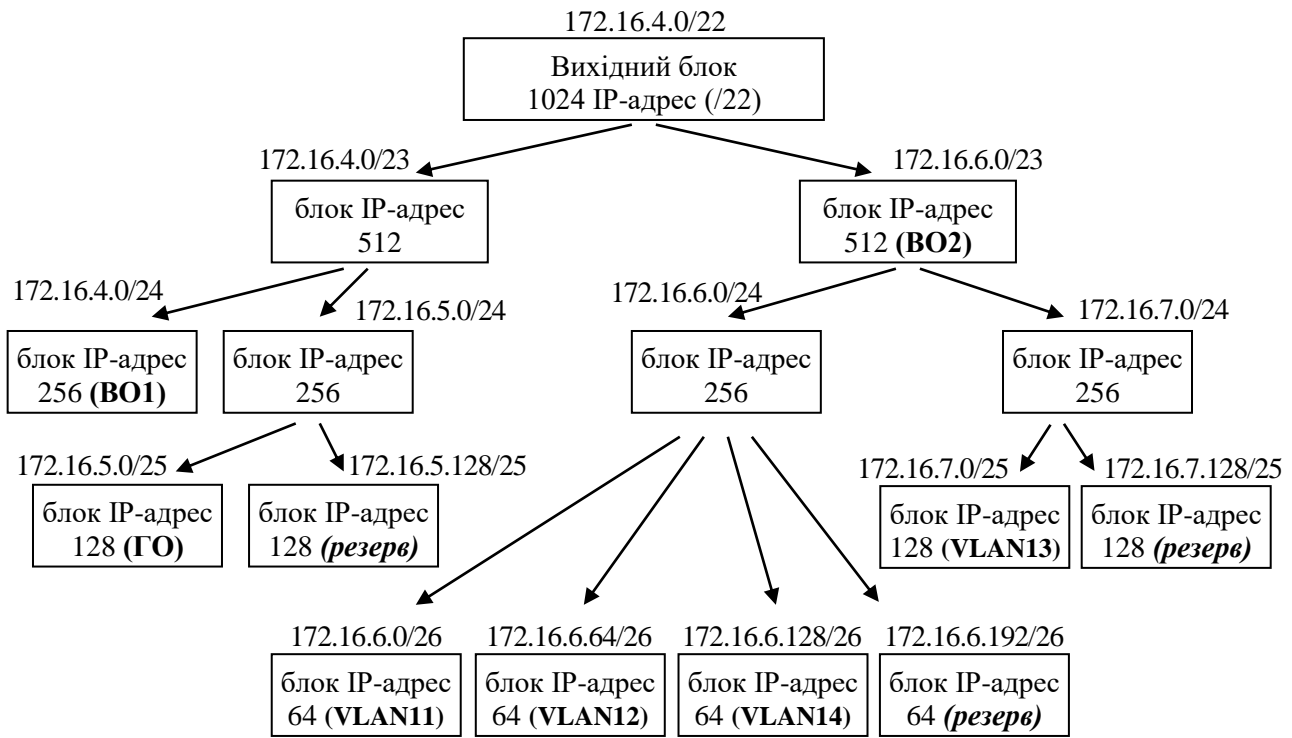 172.16.4.0/22
Вихідний блок
1024 IP-адрес (/22)
172.16.4.0/23
блок IP-адрес
512
172.16.6.0/23
блок IP-адрес
512 (ВО2)
172.16.4.0/24
блок IP-адрес
256 (ВО1)
172.16.5.0/24
блок IP-адрес
256
172.16.6.0/24
блок IP-адрес
256
172.16.7.0/24
блок IP-адрес
256
172.16.5.0/25
блок IP-адрес
128 (ГО)
172.16.5.128/25
блок IP-адрес
128 (резерв)
172.16.7.0/25
блок IP-адрес
128 (VLAN13)
172.16.7.128/25
блок IP-адрес
128 (резерв)
172.16.6.0/26
блок IP-адрес
64 (VLAN11)
172.16.6.64/26
блок IP-адрес
64 (VLAN12)
172.16.6.128/26
блок IP-адрес
64 (VLAN14)
172.16.6.192/26
блок IP-адрес
64 (резерв)